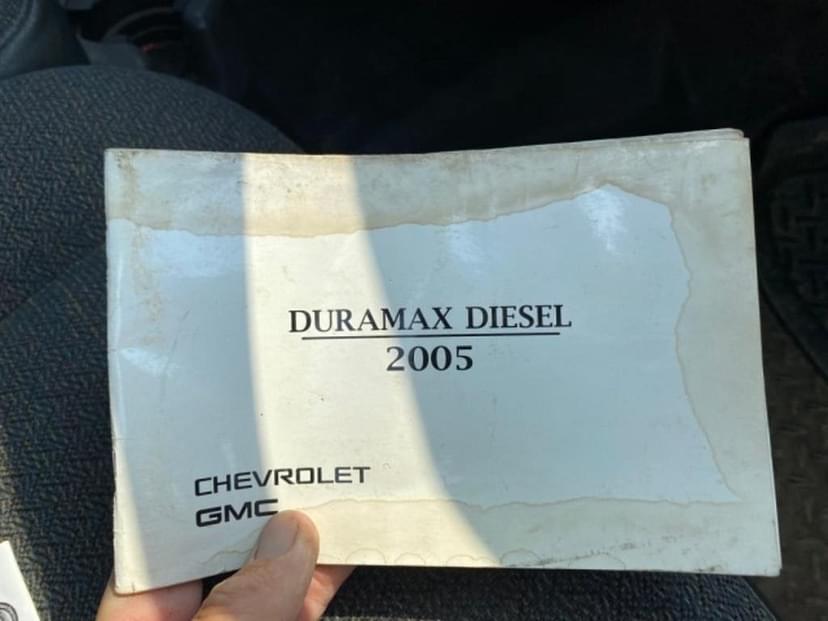 DURAMAX DIESEL
2005
CHEVROLET
GMC